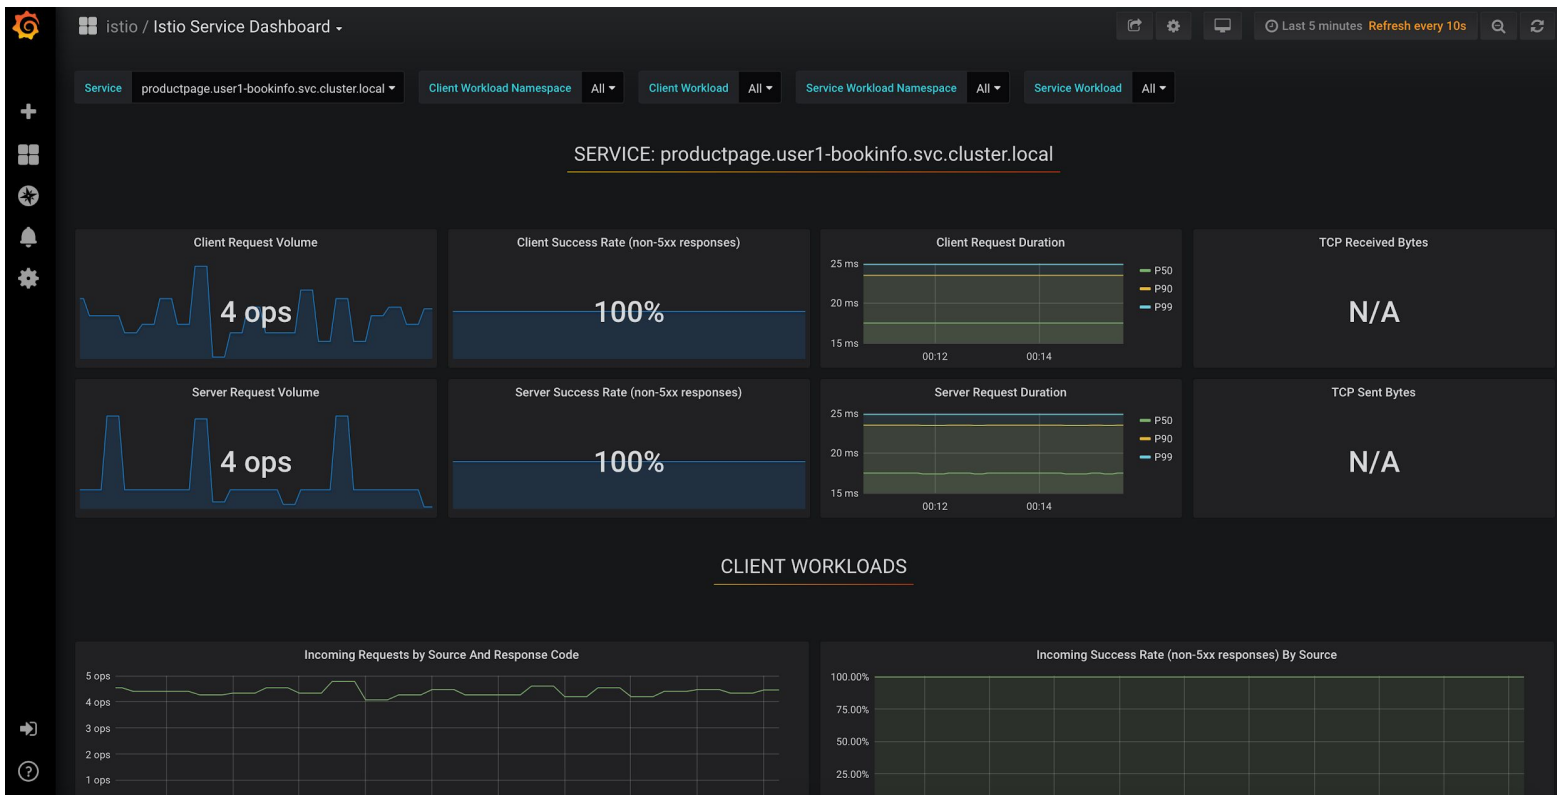 istio / Istio Service Dashboard
Last 5 minutes Refresh every 10s
Service productpage.user1-bookinfo.svc.cluster.local Client Workload Namespace All Client Workload All Service Workload Namespace All Service Workload All
SERVICE: productpage.user1-bookinfo.svc.cluster.local
Client Request Volume
4 ops
Client Success Rate (non-5xx responses)
100%
Client Request Duration
25 ms
20 ms
15 ms
00:12 00:14
P50
P90
P99
TCP Received Bytes
N/A
Server Request Volume
4 ops
Server Success Rate (non-5xx responses)
100%
Server Request Duration
25 ms
20 ms
15 ms
00:12 00:14
P50
P90
P99
TCP Sent Bytes
N/A
CLIENT WORKLOADS
Incoming Requests by Source And Response Code
5 ops
4 ops
3 ops
2 ops
1 ops
Incoming Success Rate (non-5xx responses) By Source
100.00%
75.00%
50.00%
25.00%